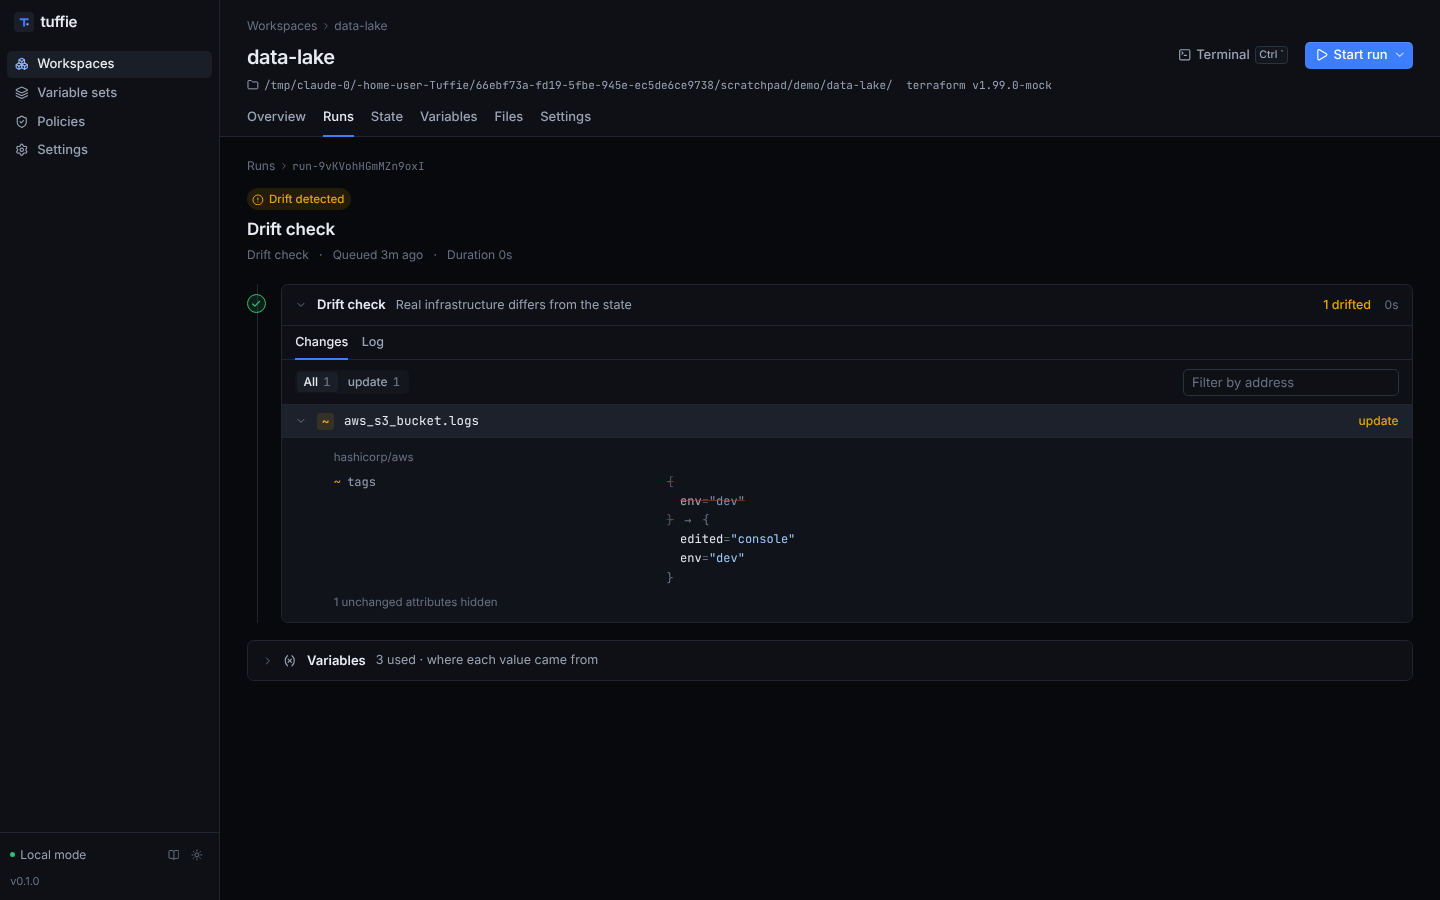 tuffie
Workspaces
Variable sets
Policies
Settings
Local mode
v0.1.0
Workspaces › data-lake
data-lake
Terminal Ctrl `
Start run
/tmp/claude-0/-home-user-Tuffie/66ebf73a-fd19-5fbe-945e-ec5de6ce9738/scratchpad/demo/data-lake/ terraform v1.99.0-mock
Overview Runs State Variables Files Settings
Runs › run-9vKVohHGmMZn9oxI
Drift detected
Drift check
Drift check · Queued 3m ago · Duration 0s
Drift check Real infrastructure differs from the state 1 drifted 0s
Changes Log
All 1 update 1 Filter by address
~ aws_s3_bucket.logs update
hashicorp/aws
~ tags {
env="dev"
} → {
edited="console"
env="dev"
}
1 unchanged attributes hidden
Variables 3 used · where each value came from